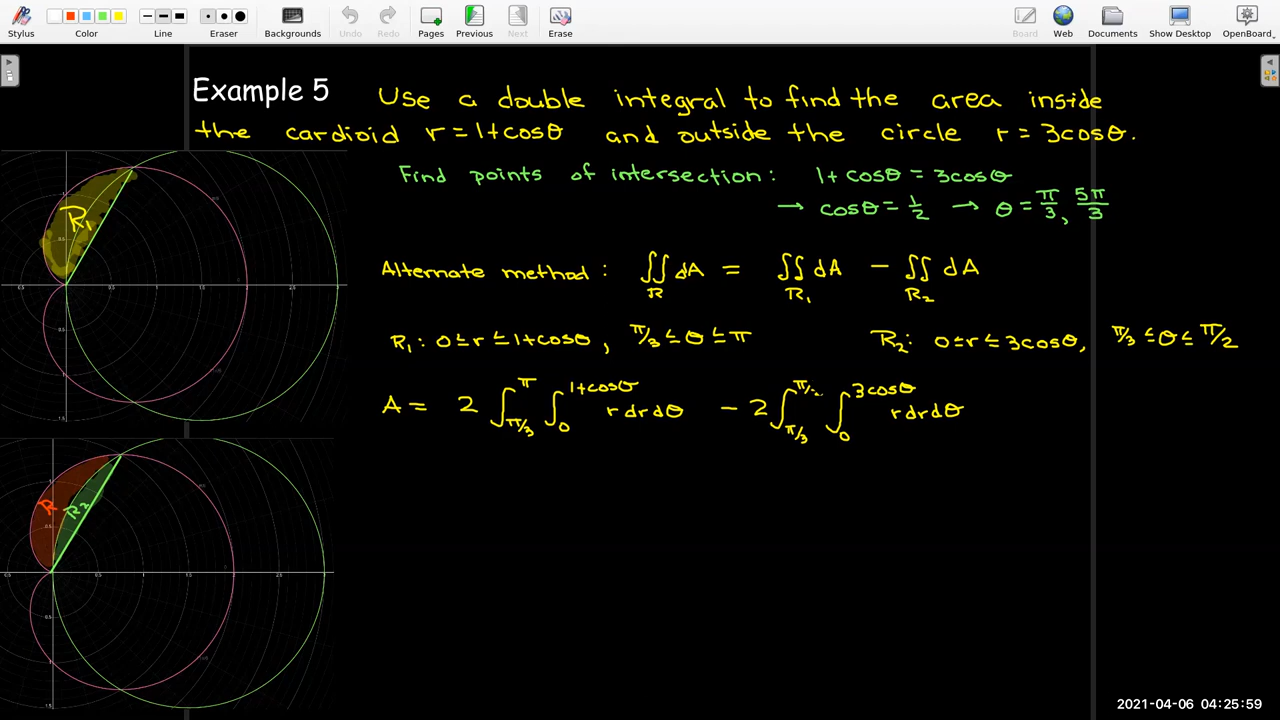 Stylus Color Line Eraser Backgrounds Undo Redo Pages Previous Next Erase Board Web Documents Show Desktop OpenBoard
Example 5 Use a double integral to find the area inside
the cardioid r = 1+cosθ and outside the circle r = 3cosθ.
Find points of intersection: 1+cosθ = 3cosθ
→ cosθ = 1/2 → θ = π/3, 5π/3
R₁
Alternate method: ∬_R dA = ∬_R₁ dA − ∬_R₂ dA
R₁: 0 ≤ r ≤ 1+cosθ, π/3 ≤ θ ≤ π R₂: 0 ≤ r ≤ 3cosθ, π/3 ≤ θ ≤ π/2
A = 2 ∫_π/3^π ∫_0^1+cosθ r dr dθ − 2 ∫_π/3^π/2 ∫_0^3cosθ r dr dθ
R R₂
2021-04-06 04:25:59